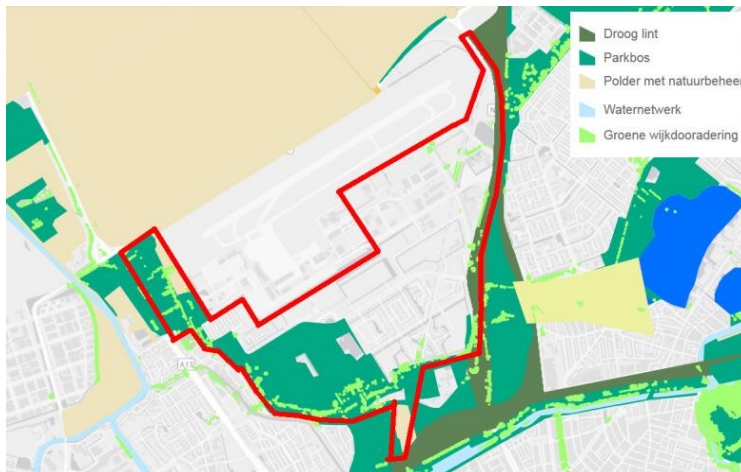 Droog lint
Parkbos
Polder met natuurbeheer
Waternetwerk
Groene wijkdooradering
A13